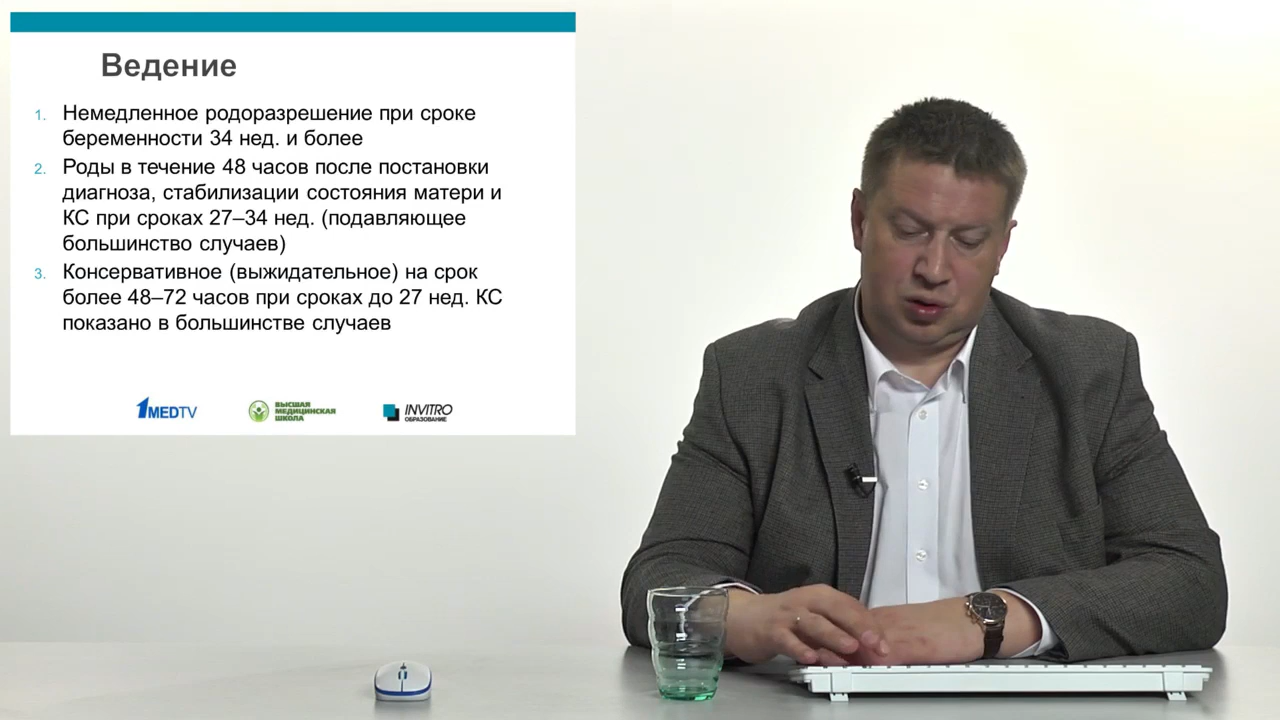 Ведение
1. Немедленное родоразрешение при сроке
беременности 34 нед. и более
2. Роды в течение 48 часов после постановки
диагноза, стабилизации состояния матери и
КС при сроках 27–34 нед. (подавляющее
большинство случаев)
3. Консервативное (выжидательное) на срок
более 48–72 часов при сроках до 27 нед. КС
показано в большинстве случаев
1MEDTV
ВЫСШАЯ
МЕДИЦИНСКАЯ
ШКОЛА
INVITRO
ОБРАЗОВАНИЕ